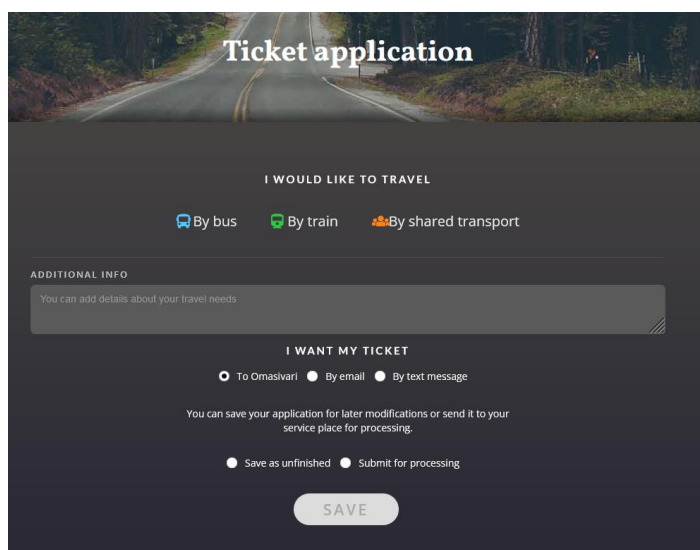 Ticket application
I WOULD LIKE TO TRAVEL
By bus By train By shared transport
ADDITIONAL INFO
You can add details about your travel needs
I WANT MY TICKET
To Omasivari By email By text message
You can save your application for later modifications or send it to your
service place for processing.
Save as unfinished Submit for processing
SAVE